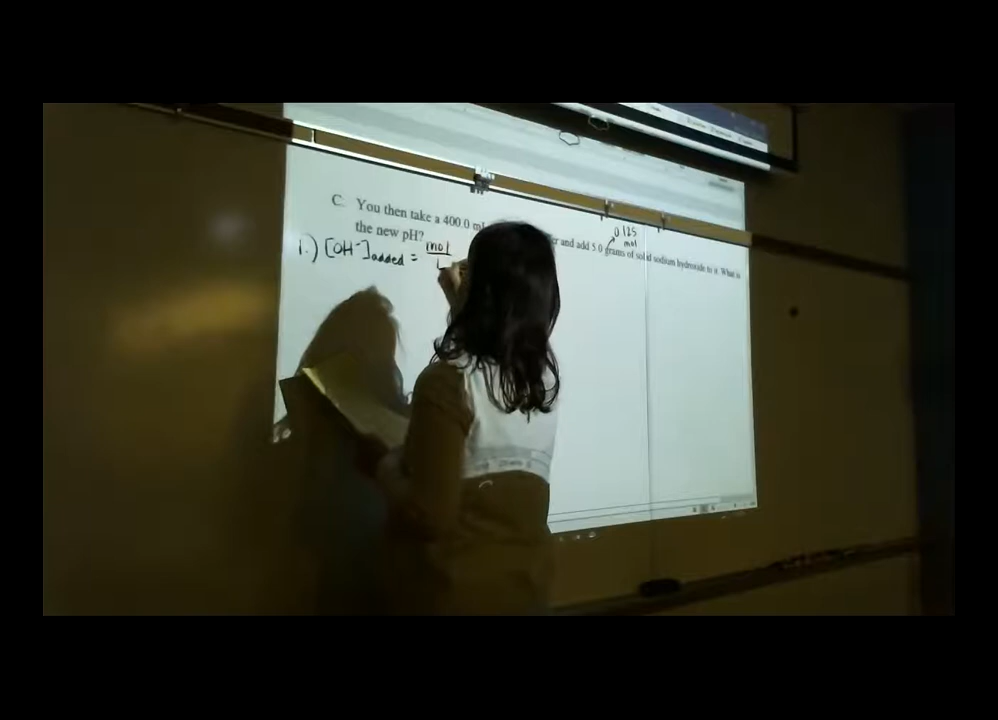 C. You then take a 400.0 mL and add 5.0 grams of solid sodium hydroxide to it. What is
the new pH?
0.125
mol
1.) [OH⁻]added = mol
L